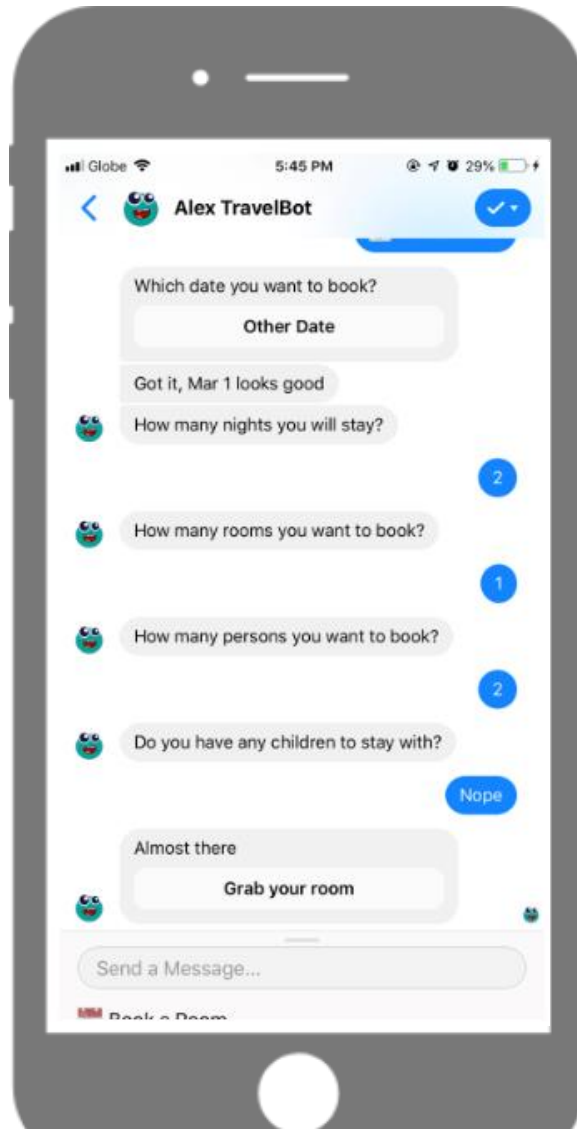 Globe
5:45 PM
29%
Alex TravelBot
Which date you want to book?
Other Date
Got it, Mar 1 looks good
How many nights you will stay?
2
How many rooms you want to book?
1
How many persons you want to book?
2
Do you have any children to stay with?
Nope
Almost there
Grab your room
Send a Message...
Book a Room